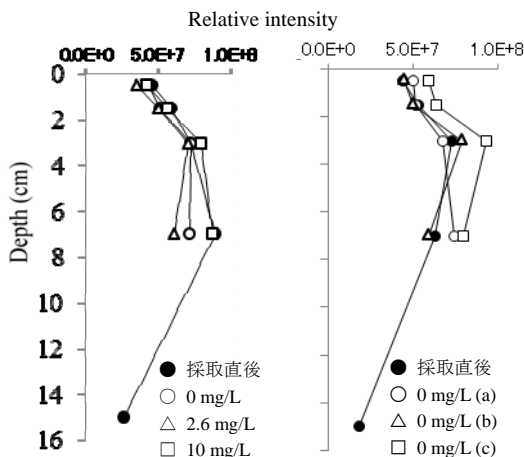 Relative intensity
0.0E+0 5.0E+7 1.0E+8 0.0E+0 5.0E+7 1.0E+8
0
2
4
6
8
10
12
14
16
Depth (cm)
採取直後
0 mg/L
2.6 mg/L
10 mg/L
採取直後
0 mg/L (a)
0 mg/L (b)
0 mg/L (c)